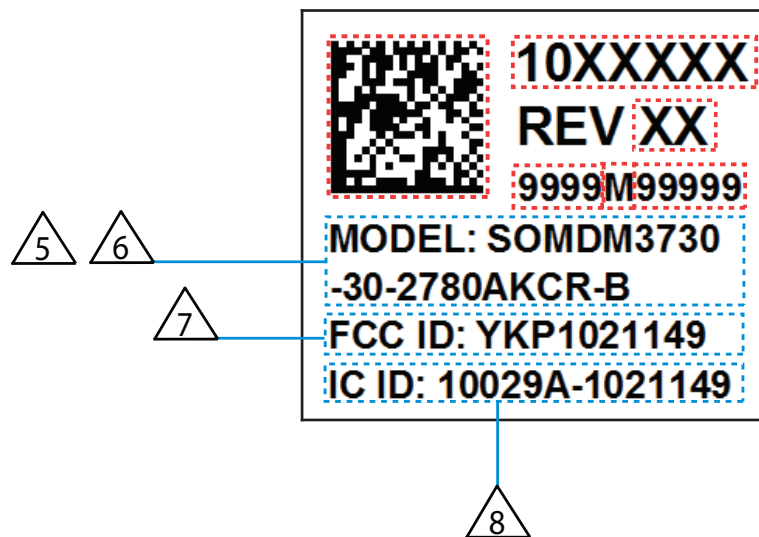 10XXXXX
REV XX
9999M99999
5 6
MODEL: SOMDM3730
-30-2780AKCR-B
7
FCC ID: YKP1021149
IC ID: 10029A-1021149
8